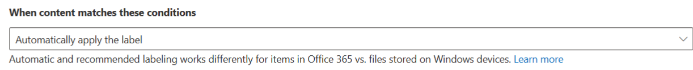 When content matches these conditions
Automatically apply the label
Automatic and recommended labeling works differently for items in Office 365 vs. files stored on Windows devices. Learn more